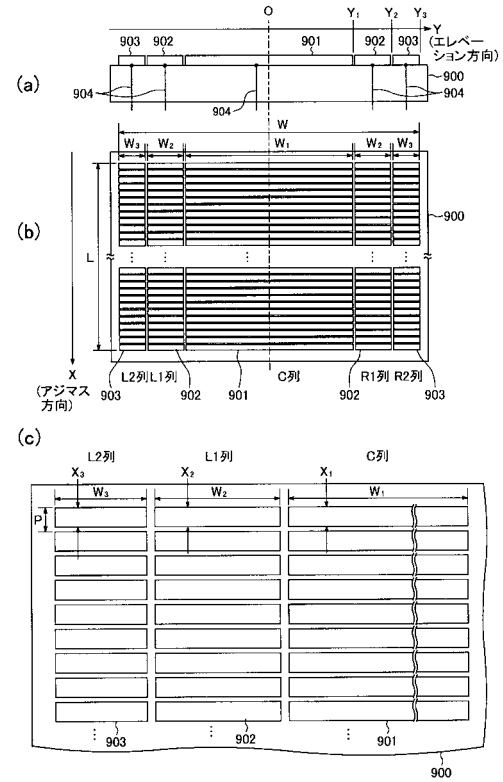 O Y1 Y2 Y3
Y
(エレベーション方向)
903 902 901 902 903
(a)
900
904 904 904
W
W3 W2 W1 W2 W3
(b)
900
L
X
(アジマス方向)
L2列 L1列 C列 R1列 R2列
903 902 901 902 903
(c)
L2列 L1列 C列
X3 X2 X1
W3 W2 W1
P
903 902 901
900